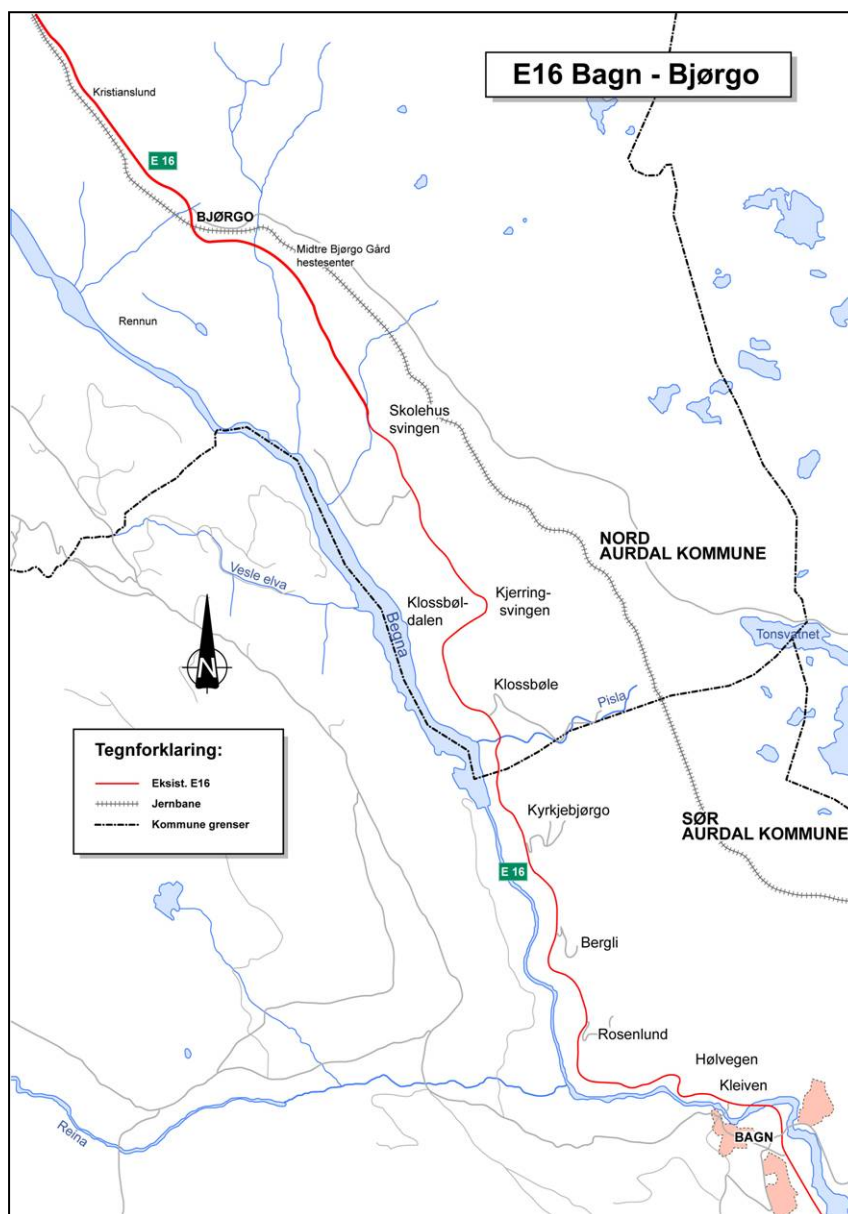 E16 Bagn - Bjørgo
Kristianslund
E 16
BJØRGO
Midtre Bjørgo Gård
hestesenter
Rennun
Skolehus
svingen
NORD
AURDAL KOMMUNE
Vesle elva
Begna
Klossbøl-
dalen
Kjerring-
svingen
Tonsvatnet
Klossbøle
Pisla
N
Tegnforklaring:
Eksist. E16
Jernbane
Kommune grenser
Kyrkjebjørgo
SØR
AURDAL KOMMUNE
E 16
Bergli
Rosenlund
Hølvegen
Kleiven
Reina
BAGN